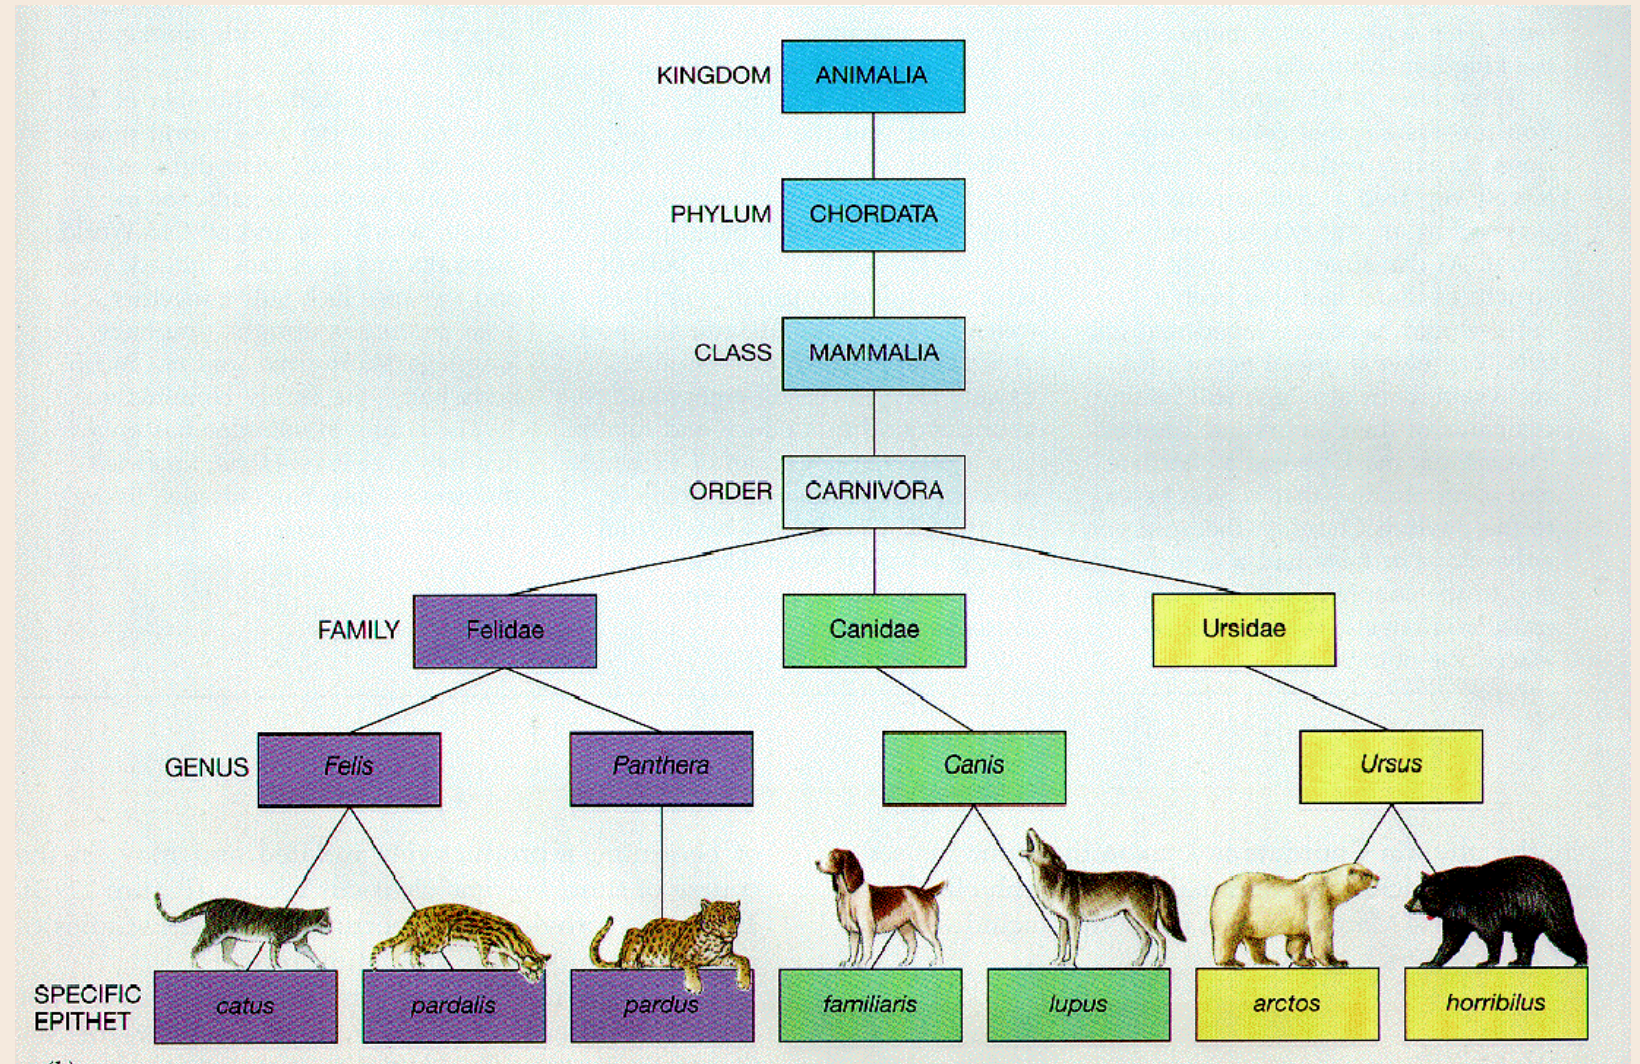 KINGDOM ANIMALIA
PHYLUM CHORDATA
CLASS MAMMALIA
ORDER CARNIVORA
FAMILY Felidae Canidae Ursidae
GENUS Felis Panthera Canis Ursus
SPECIFIC
EPITHET
catus pardalis pardus familiaris lupus arctos horribilus